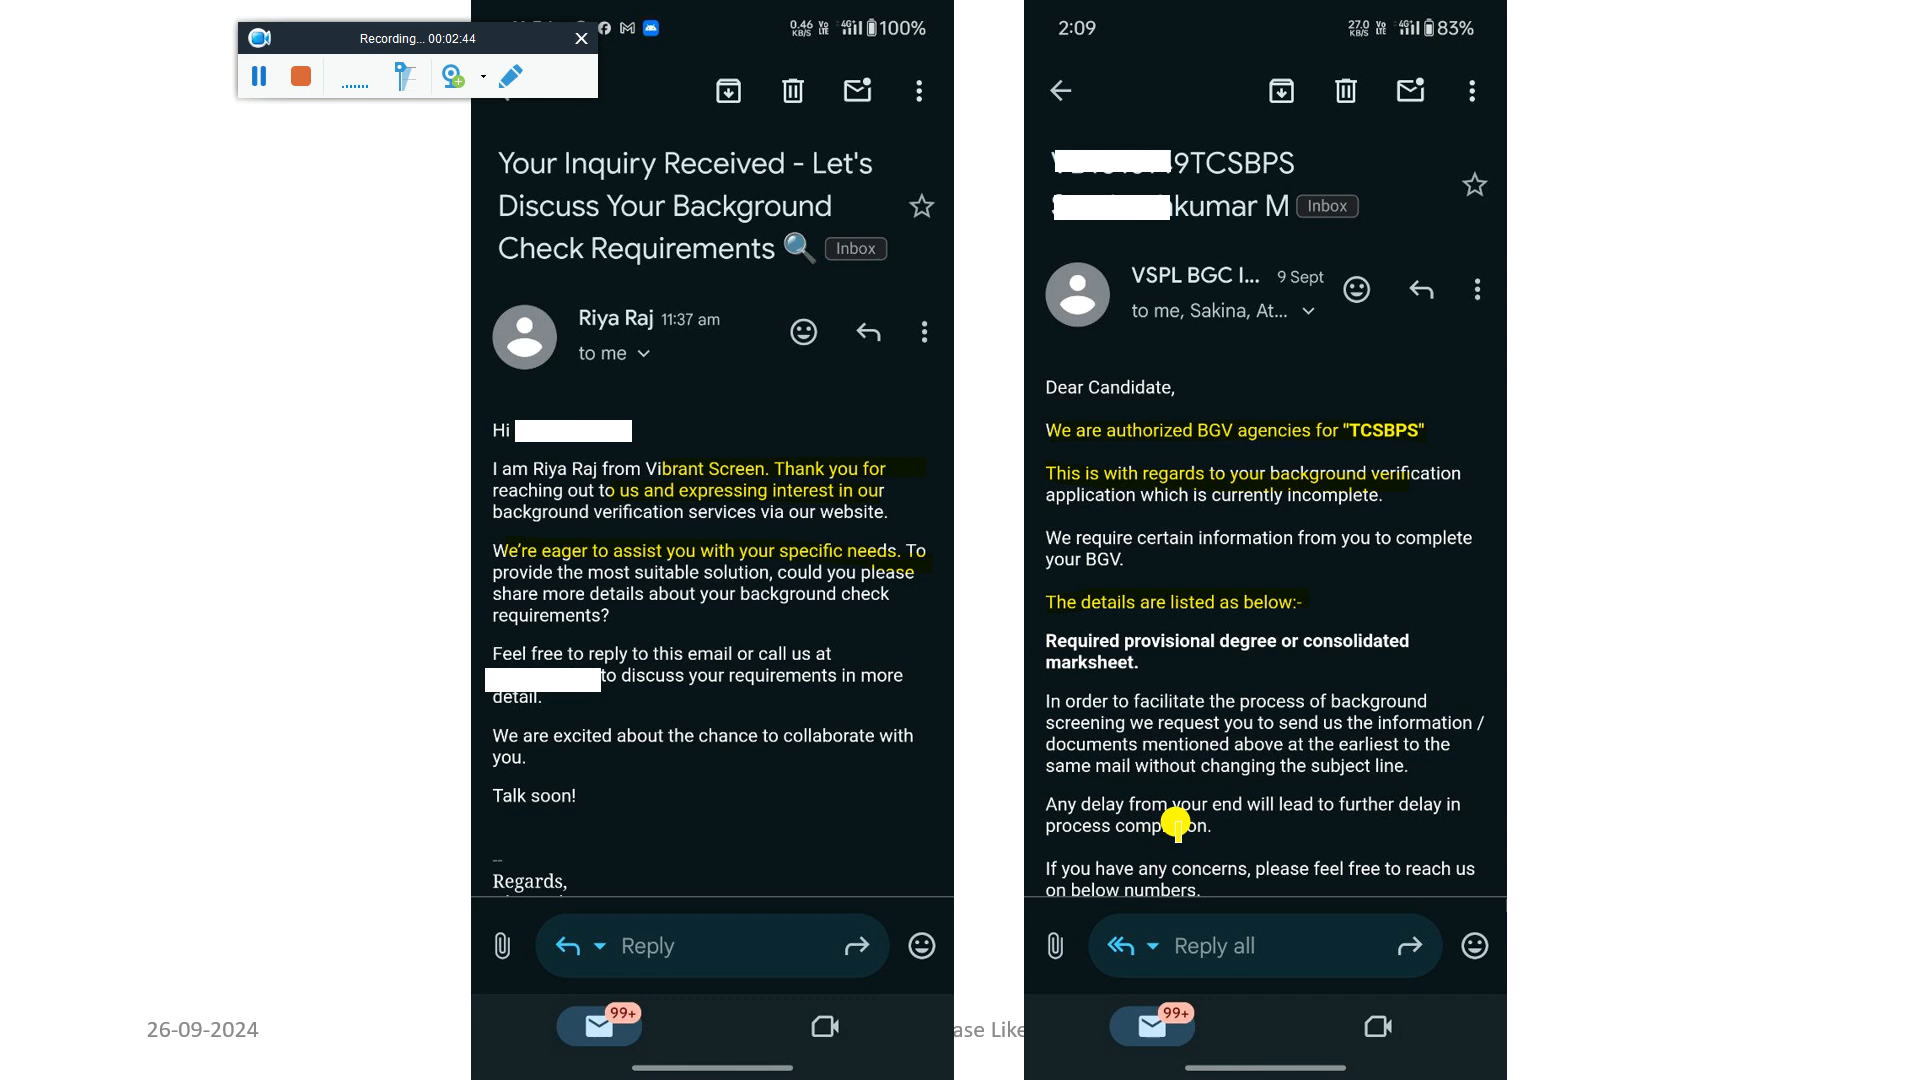 Recording... 00:02:44
0.46 KB/S Vo LTE 4G 100%
Your Inquiry Received - Let's
Discuss Your Background
Check Requirements Inbox
Riya Raj 11:37 am
to me
Hi
I am Riya Raj from Vibrant Screen. Thank you for
reaching out to us and expressing interest in our
background verification services via our website.
We're eager to assist you with your specific needs. To
provide the most suitable solution, could you please
share more details about your background check
requirements?
Feel free to reply to this email or call us at
to discuss your requirements in more
detail.
We are excited about the chance to collaborate with
you.
Talk soon!
--
Regards,
Reply
99+
2:09
27.0 KB/S Vo LTE 4G 83%
9TCSBPS
kumar M Inbox
VSPL BGC I... 9 Sept
to me, Sakina, At...
Dear Candidate,
We are authorized BGV agencies for "TCSBPS"
This is with regards to your background verification
application which is currently incomplete.
We require certain information from you to complete
your BGV.
The details are listed as below:-
Required provisional degree or consolidated
marksheet.
In order to facilitate the process of background
screening we request you to send us the information /
documents mentioned above at the earliest to the
same mail without changing the subject line.
Any delay from your end will lead to further delay in
process
If you have any concerns, please feel free to reach us
on below numbers.
Reply all
99+
26-09-2024
ase Like